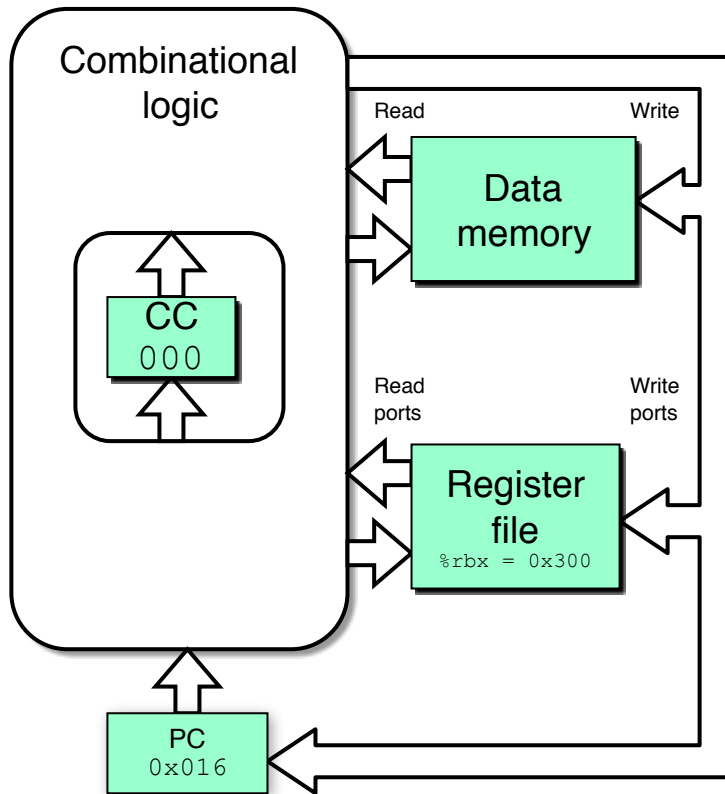 Combinational
logic
Read
Write
Data
memory
CC
000
Read
ports
Write
ports
Register
file
%rbx = 0x300
PC
0x016